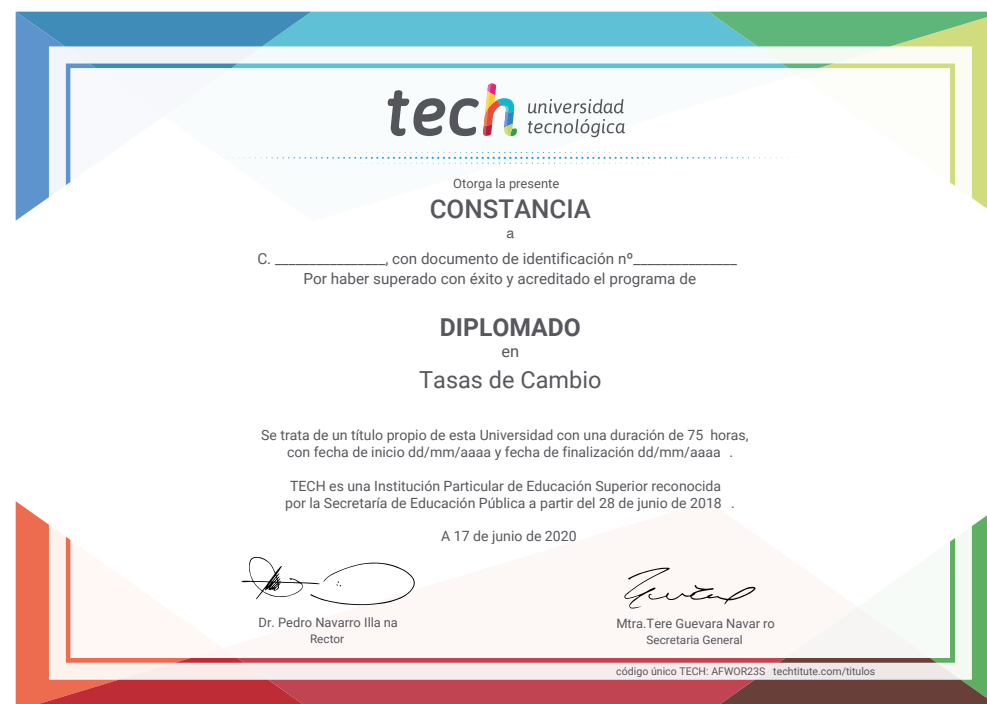 tech universidad
tecnológica
Otorga la presente
CONSTANCIA
a
C. ________________, con documento de identificación nº_______________
Por haber superado con éxito y acreditado el programa de
DIPLOMADO
en
Tasas de Cambio
Se trata de un título propio de esta Universidad con una duración de 75 horas,
con fecha de inicio dd/mm/aaaa y fecha de finalización dd/mm/aaaa .
TECH es una Institución Particular de Educación Superior reconocida
por la Secretaría de Educación Pública a partir del 28 de junio de 2018 .
A 17 de junio de 2020
Dr. Pedro Navarro Illa na
Rector
Mtra.Tere Guevara Navar ro
Secretaria General
código único TECH: AFWOR23S techtitute.com/titulos